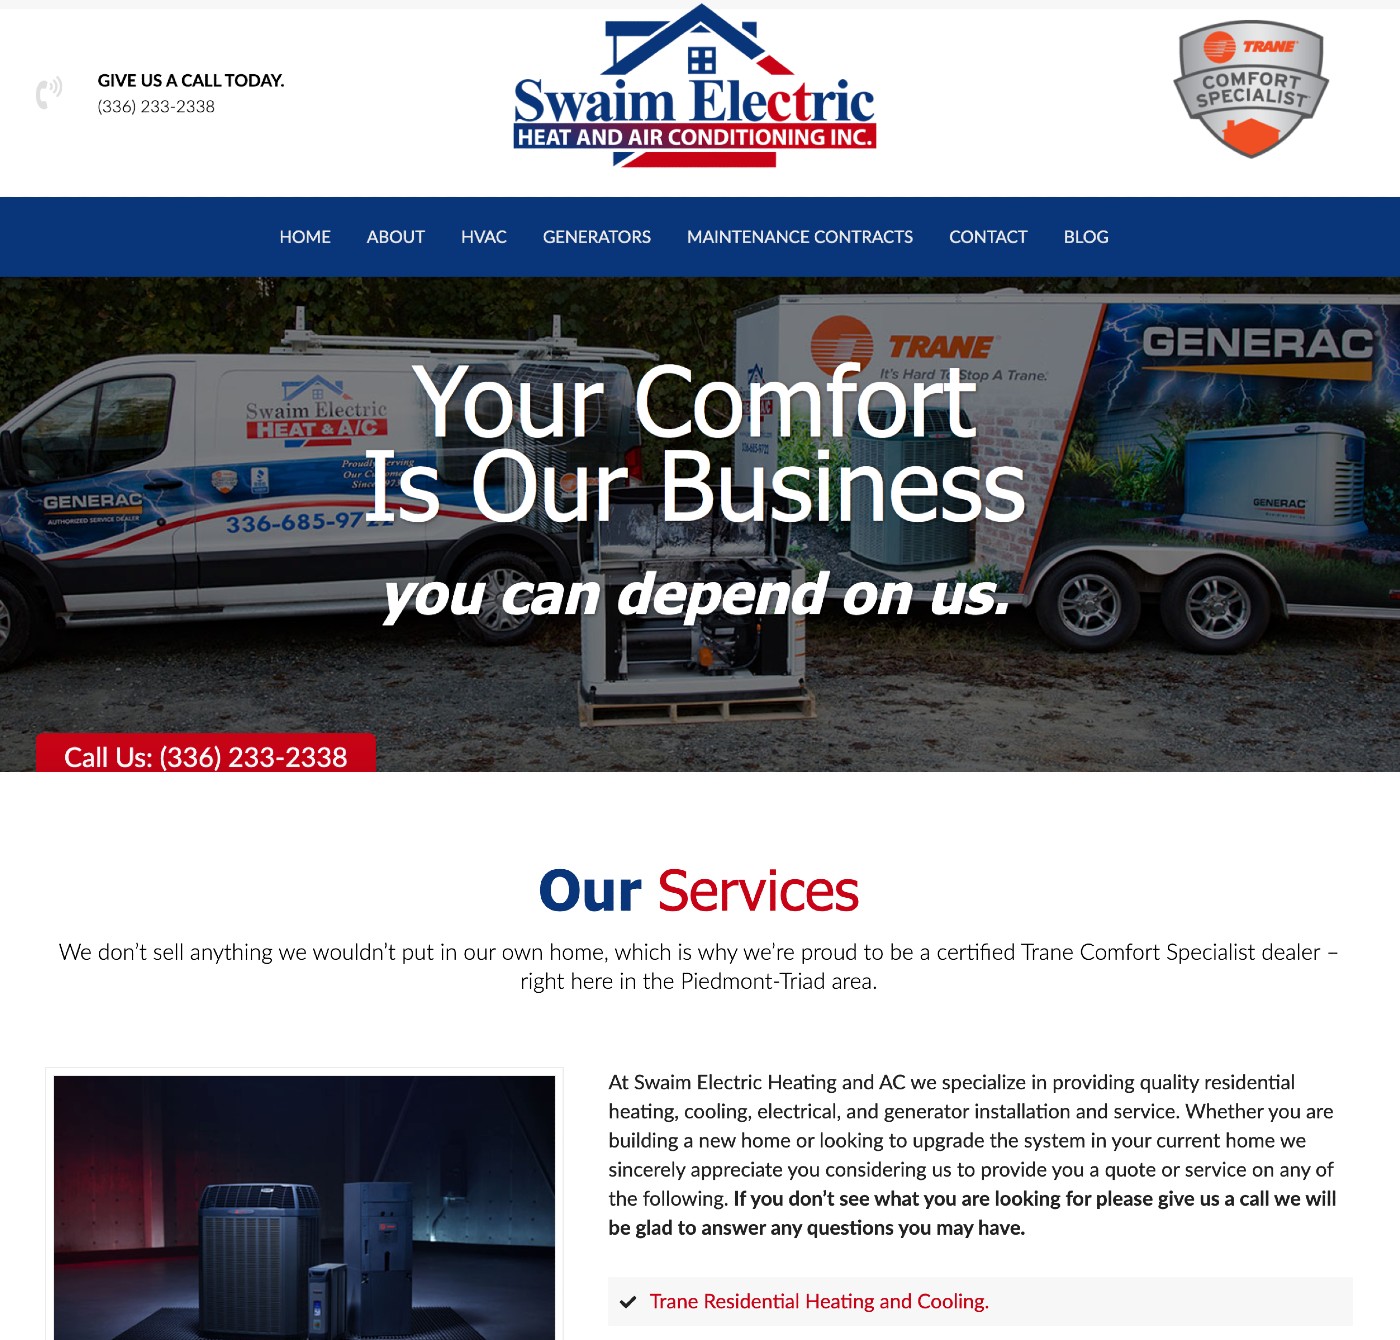 GIVE US A CALL TODAY.
(336) 233-2338
Swaim Electric
HEAT AND AIR CONDITIONING INC.
TRANE
COMFORT
SPECIALIST
HOME ABOUT HVAC GENERATORS MAINTENANCE CONTRACTS CONTACT BLOG
TRANE
It's Hard To Stop A Trane.
GENERAC
Swaim Electric
HEAT & A/C
Proudly Serving
Our
Since
GENERAC
AUTHORIZED SERVICE DEALER
336-685-97
GENERAC
Your Comfort
Is Our Business
you can depend on us.
Call Us: (336) 233-2338
Our Services
We don’t sell anything we wouldn’t put in our own home, which is why we’re proud to be a certified Trane Comfort Specialist dealer –
right here in the Piedmont-Triad area.
At Swaim Electric Heating and AC we specialize in providing quality residential
heating, cooling, electrical, and generator installation and service. Whether you are
building a new home or looking to upgrade the system in your current home we
sincerely appreciate you considering us to provide you a quote or service on any of
the following. If you don’t see what you are looking for please give us a call we will
be glad to answer any questions you may have.
Trane Residential Heating and Cooling.